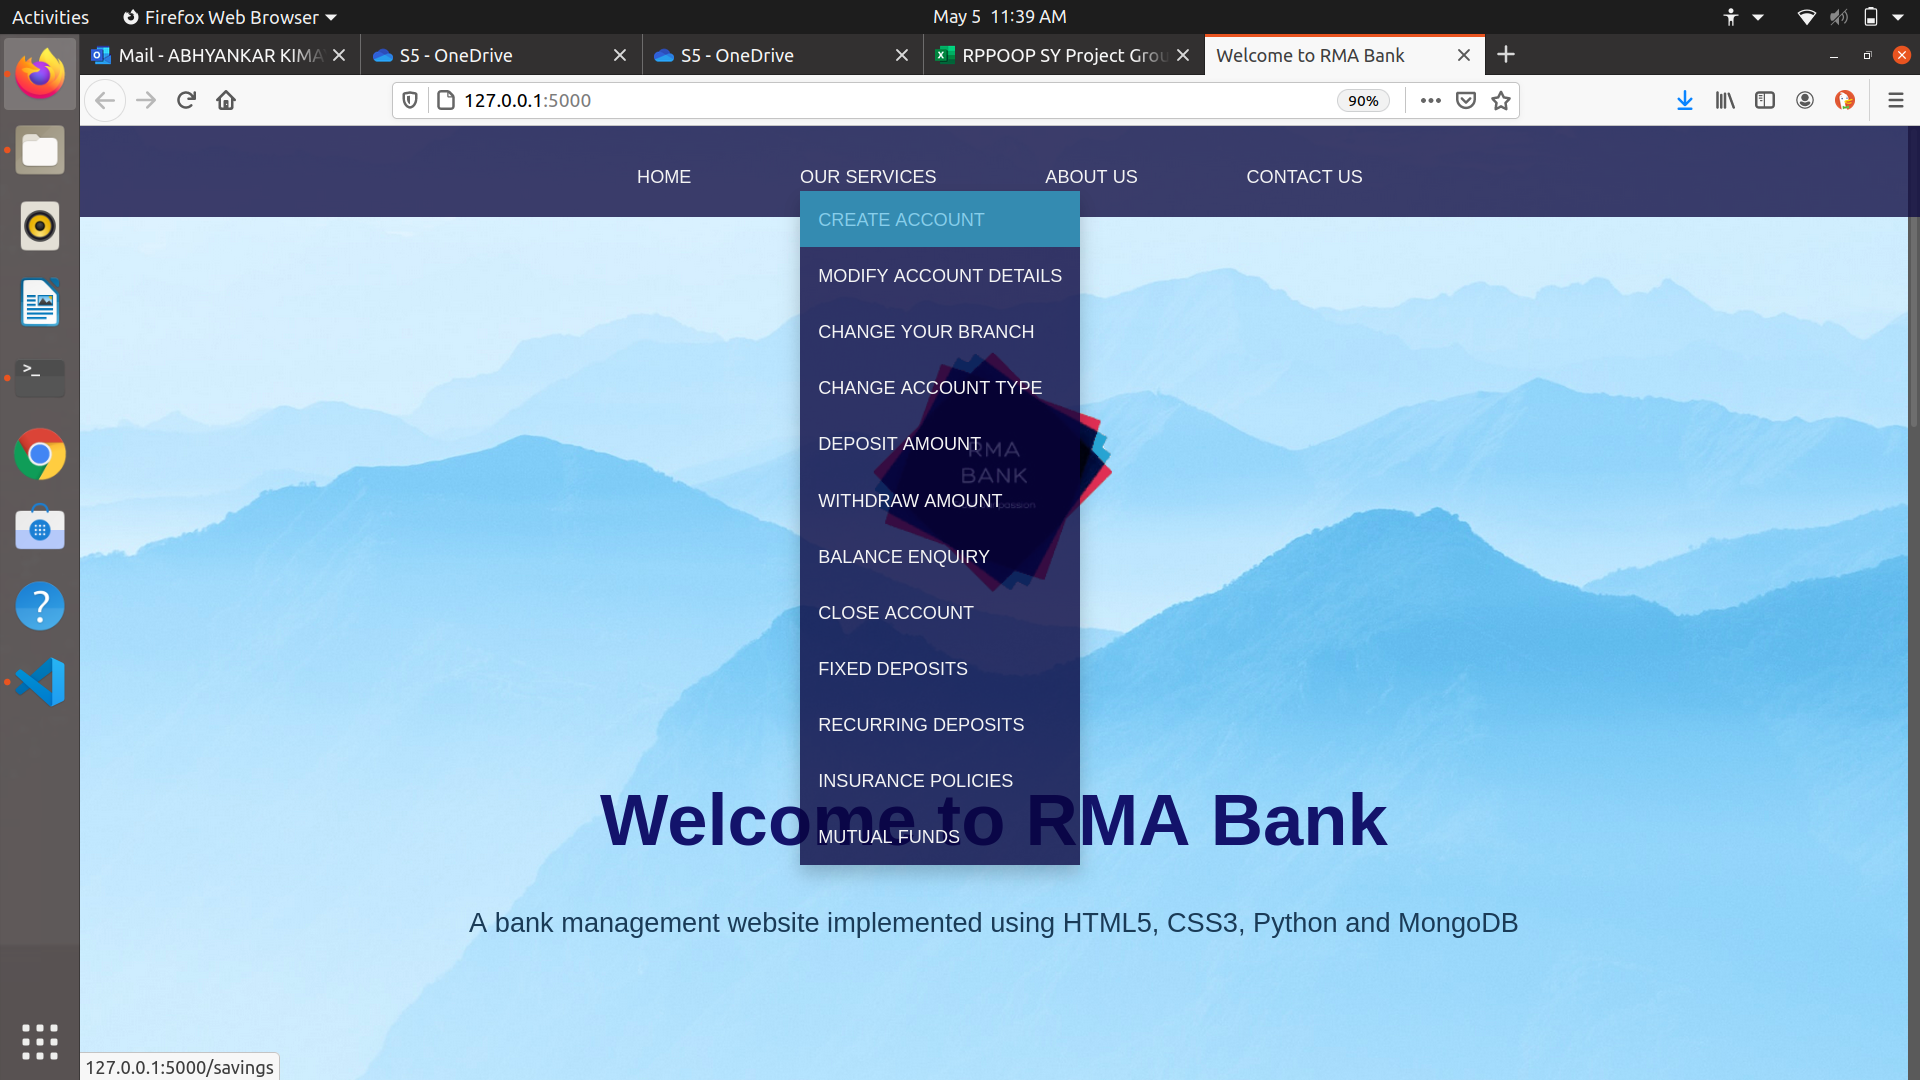 Activities
Firefox Web Browser
May 5 11:39 AM
Mail - ABHYANKAR KIMA
S5 - OneDrive
S5 - OneDrive
RPPOOP SY Project Grou
Welcome to RMA Bank
127.0.0.1:5000
90%
HOME
OUR SERVICES
ABOUT US
CONTACT US
CREATE ACCOUNT
MODIFY ACCOUNT DETAILS
CHANGE YOUR BRANCH
CHANGE ACCOUNT TYPE
DEPOSIT AMOUNT
WITHDRAW AMOUNT
BALANCE ENQUIRY
CLOSE ACCOUNT
FIXED DEPOSITS
RECURRING DEPOSITS
INSURANCE POLICIES
MUTUAL FUNDS
RMA
BANK
passion
Welcome to RMA Bank
A bank management website implemented using HTML5, CSS3, Python and MongoDB
127.0.0.1:5000/savings